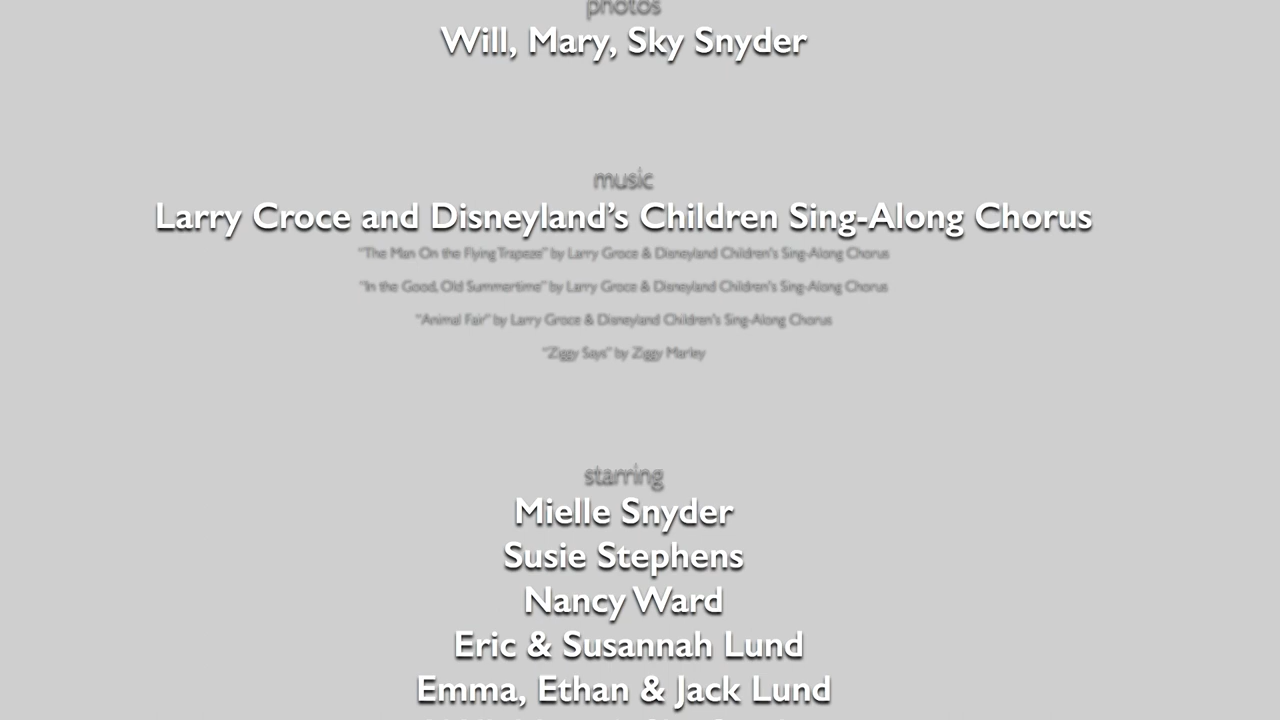 photos
Will, Mary, Sky Snyder
music
Larry Croce and Disneyland’s Children Sing-Along Chorus
“The Man On the Flying Trapeze” by Larry Groce & Disneyland Children’s Sing-Along Chorus
“In the Good, Old Summertime” by Larry Groce & Disneyland Children’s Sing-Along Chorus
“Animal Fair” by Larry Groce & Disneyland Children’s Sing-Along Chorus
“Ziggy Says” by Ziggy Marley
starring
Mielle Snyder
Susie Stephens
Nancy Ward
Eric & Susannah Lund
Emma, Ethan & Jack Lund